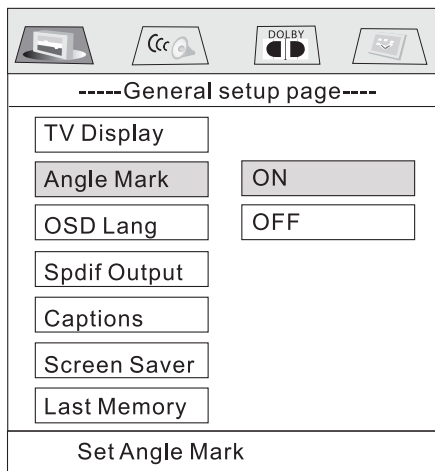 DOLBY
-----General setup page----
TV Display
Angle Mark ON
OSD Lang OFF
Spdif Output
Captions
Screen Saver
Last Memory
Set Angle Mark